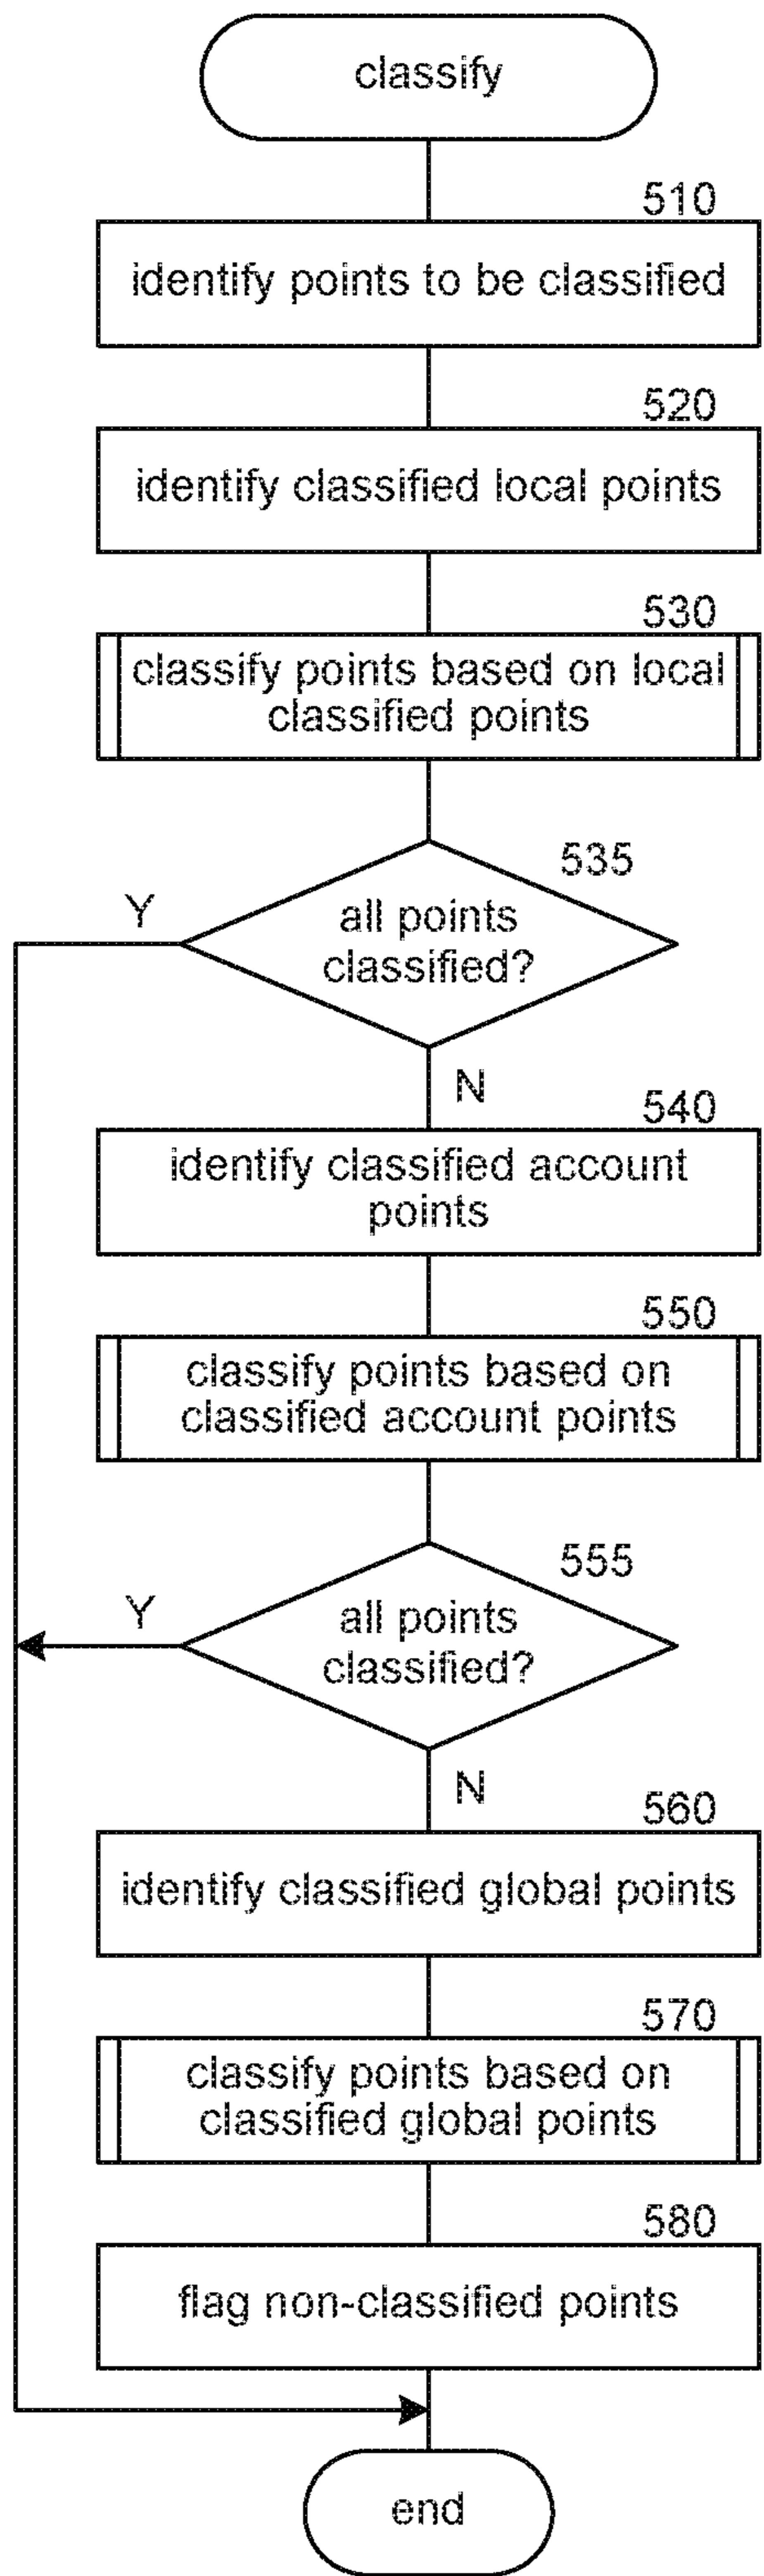 classify
510
identify points to be classified
520
identify classified local points
530
classify points based on local
classified points
535
Y
all points
classified?
N
540
identify classified account
points
550
classify points based on
classified account points
555
Y
all points
classified?
N
560
identify classified global points
570
classify points based on
classified global points
580
flag non-classified points
end